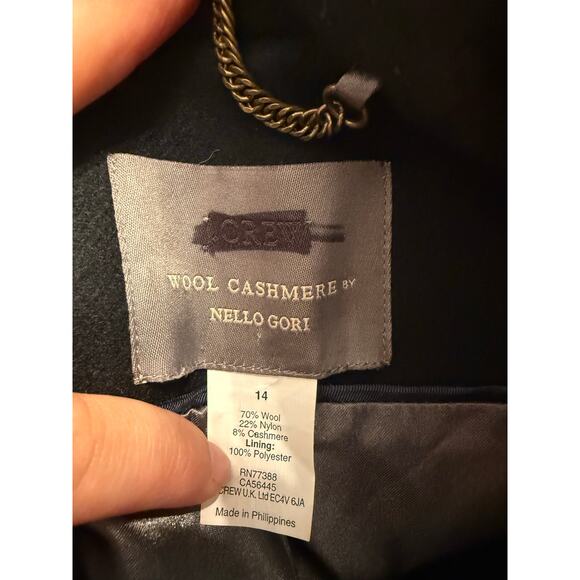 J.CREW
WOOL CASHMERE BY
NELLO GORI
14
70% Wool
22% Nylon
8% Cashmere
Lining:
100% Polyester
RN77388
CA56445
CREW U.K. Ltd EC4V 6JA
Made in Philippines